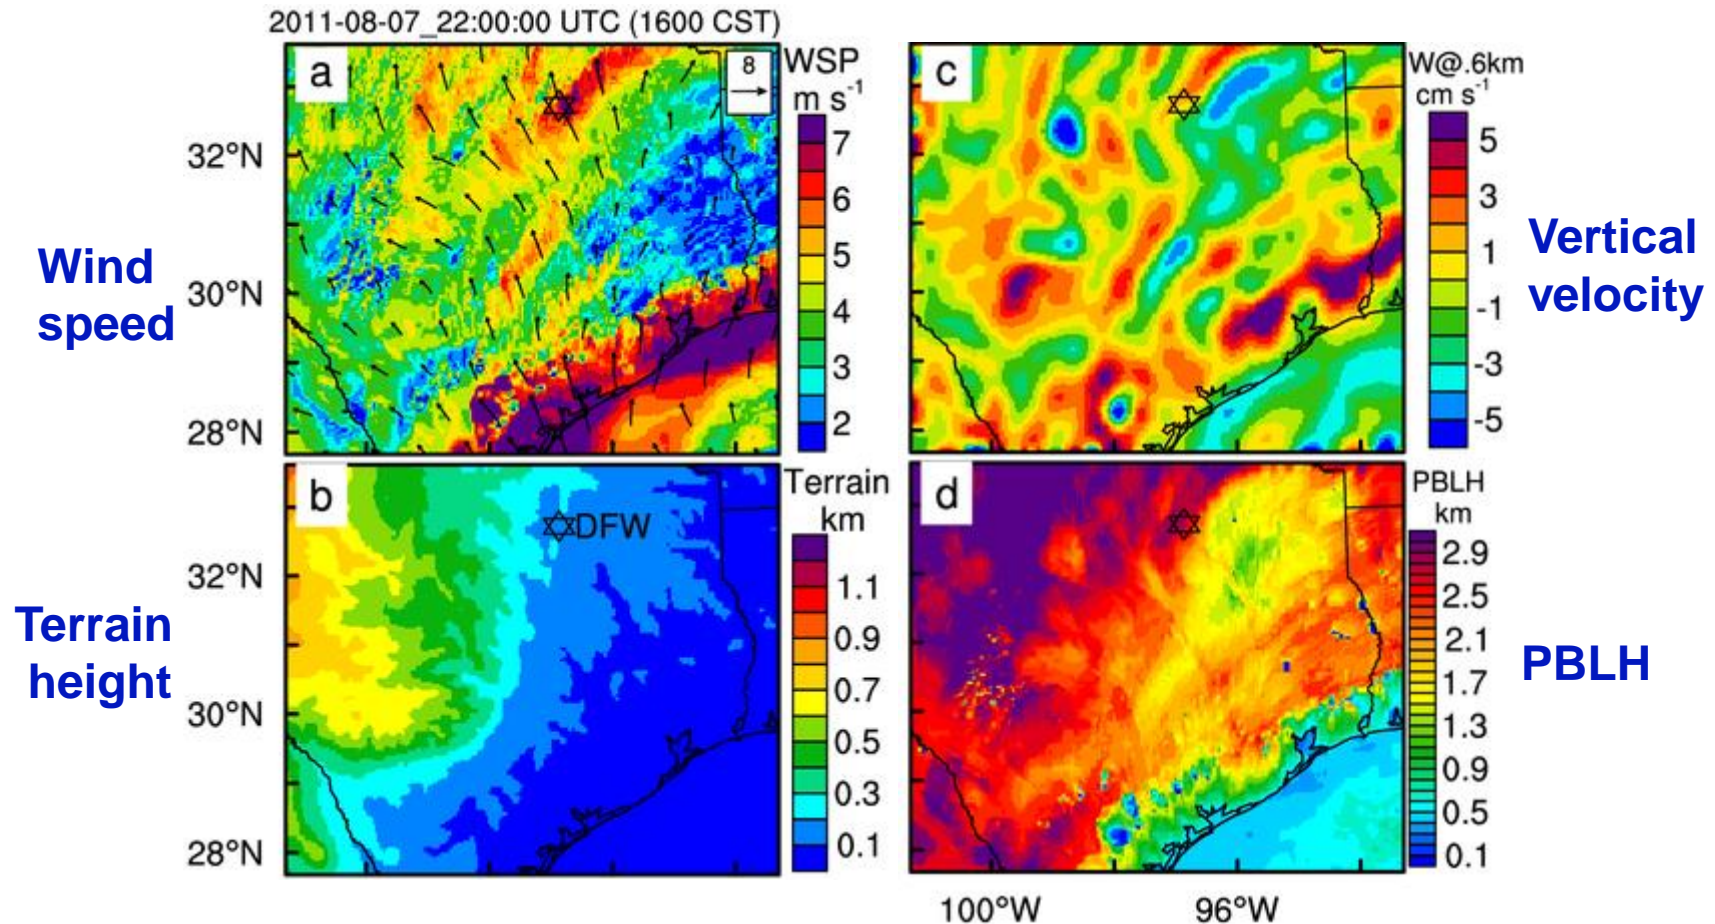 2011-08-07_22:00:00 UTC (1600 CST)
a
8
WSP
m s-1
7
6
5
4
3
2
32°N
30°N
28°N
Wind
speed
c
W@.6km
cm s-1
5
3
1
-1
-3
-5
Vertical
velocity
b
DFW
Terrain
km
1.1
0.9
0.7
0.5
0.3
0.1
32°N
30°N
28°N
Terrain
height
d
PBLH
km
2.9
2.5
2.1
1.7
1.3
0.9
0.5
0.1
PBLH
100°W
96°W